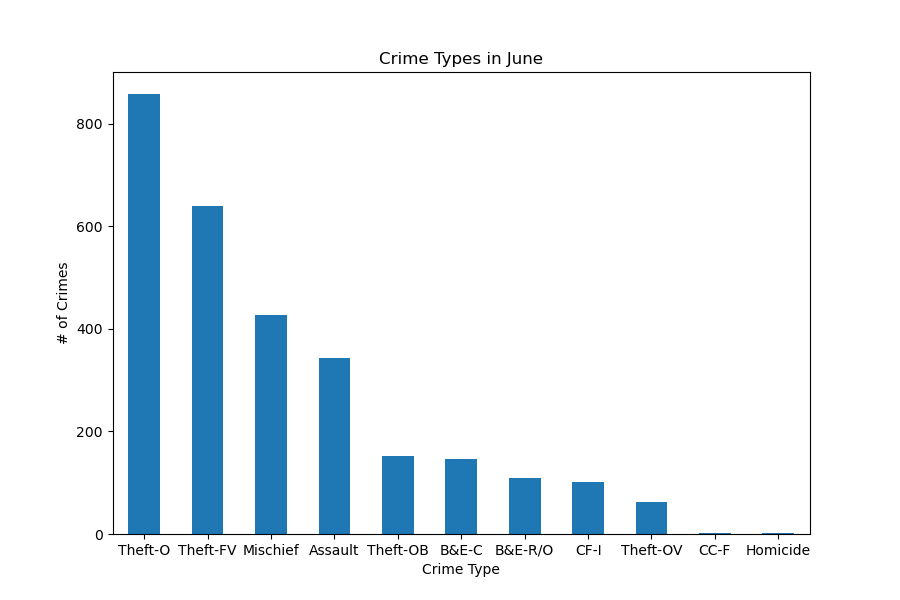 Crime Types in June
800
600
400
200
0
# of Crimes
Theft-O Theft-FV Mischief Assault Theft-OB B&E-C B&E-R/O CF-I Theft-OV CC-F Homicide
Crime Type